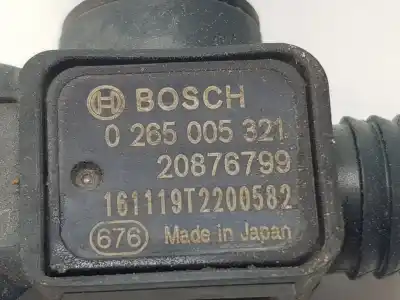 BOSCH
0 265 005 321
20876799
161119T2200582
676 Made in Japan